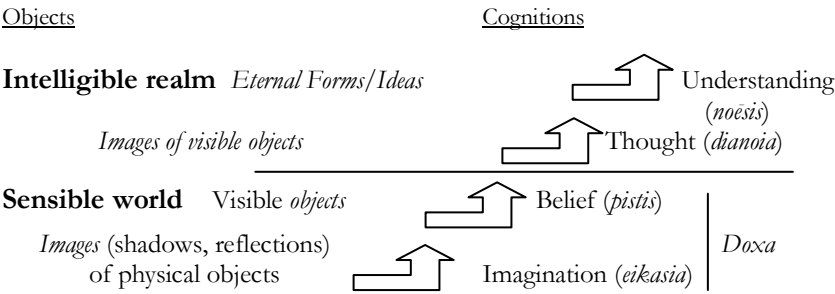 Objects Cognitions
Intelligible realm Eternal Forms/Ideas Understanding
(noēsis)
Images of visible objects Thought (dianoia)
Sensible world Visible objects Belief (pistis)
Images (shadows, reflections) Doxa
of physical objects Imagination (eikasia)